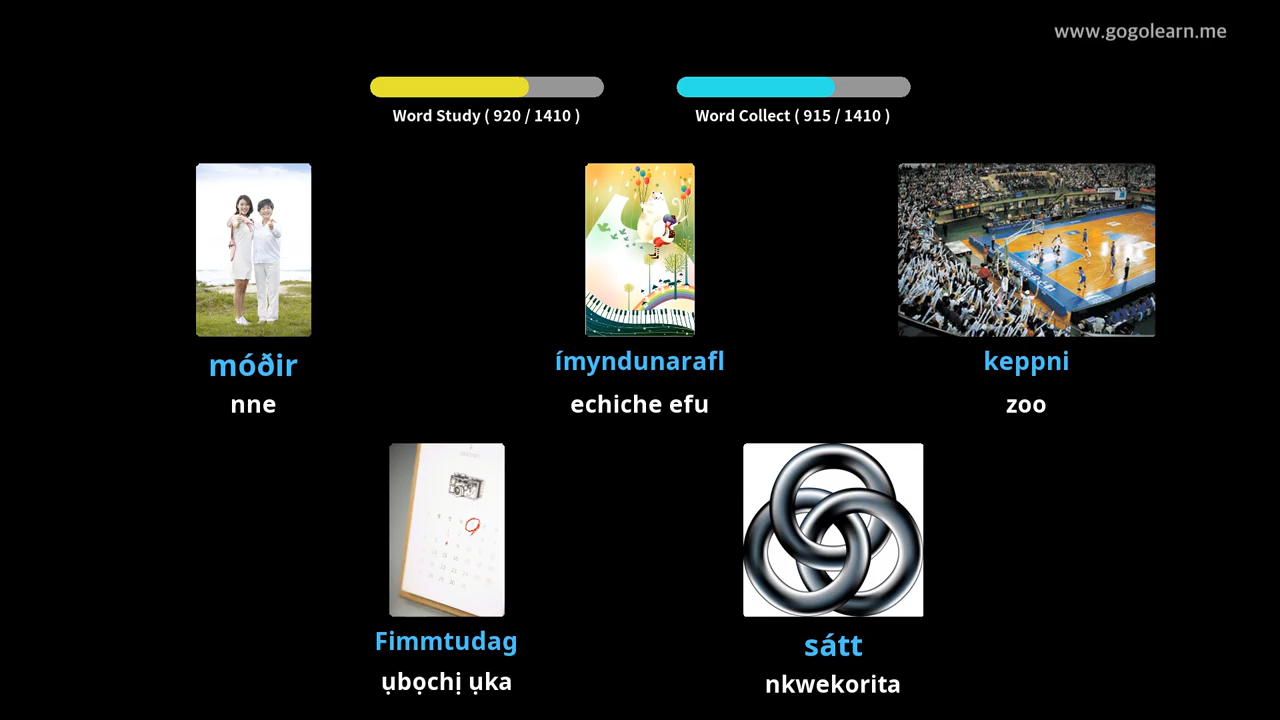 www.gogolearn.me
Word Study ( 920 / 1410 )
Word Collect ( 915 / 1410 )
móðir
nne
ímyndunarafl
echiche efu
keppni
zoo
Fimmtudag
ụbọchị ụka
sátt
nkwekorita